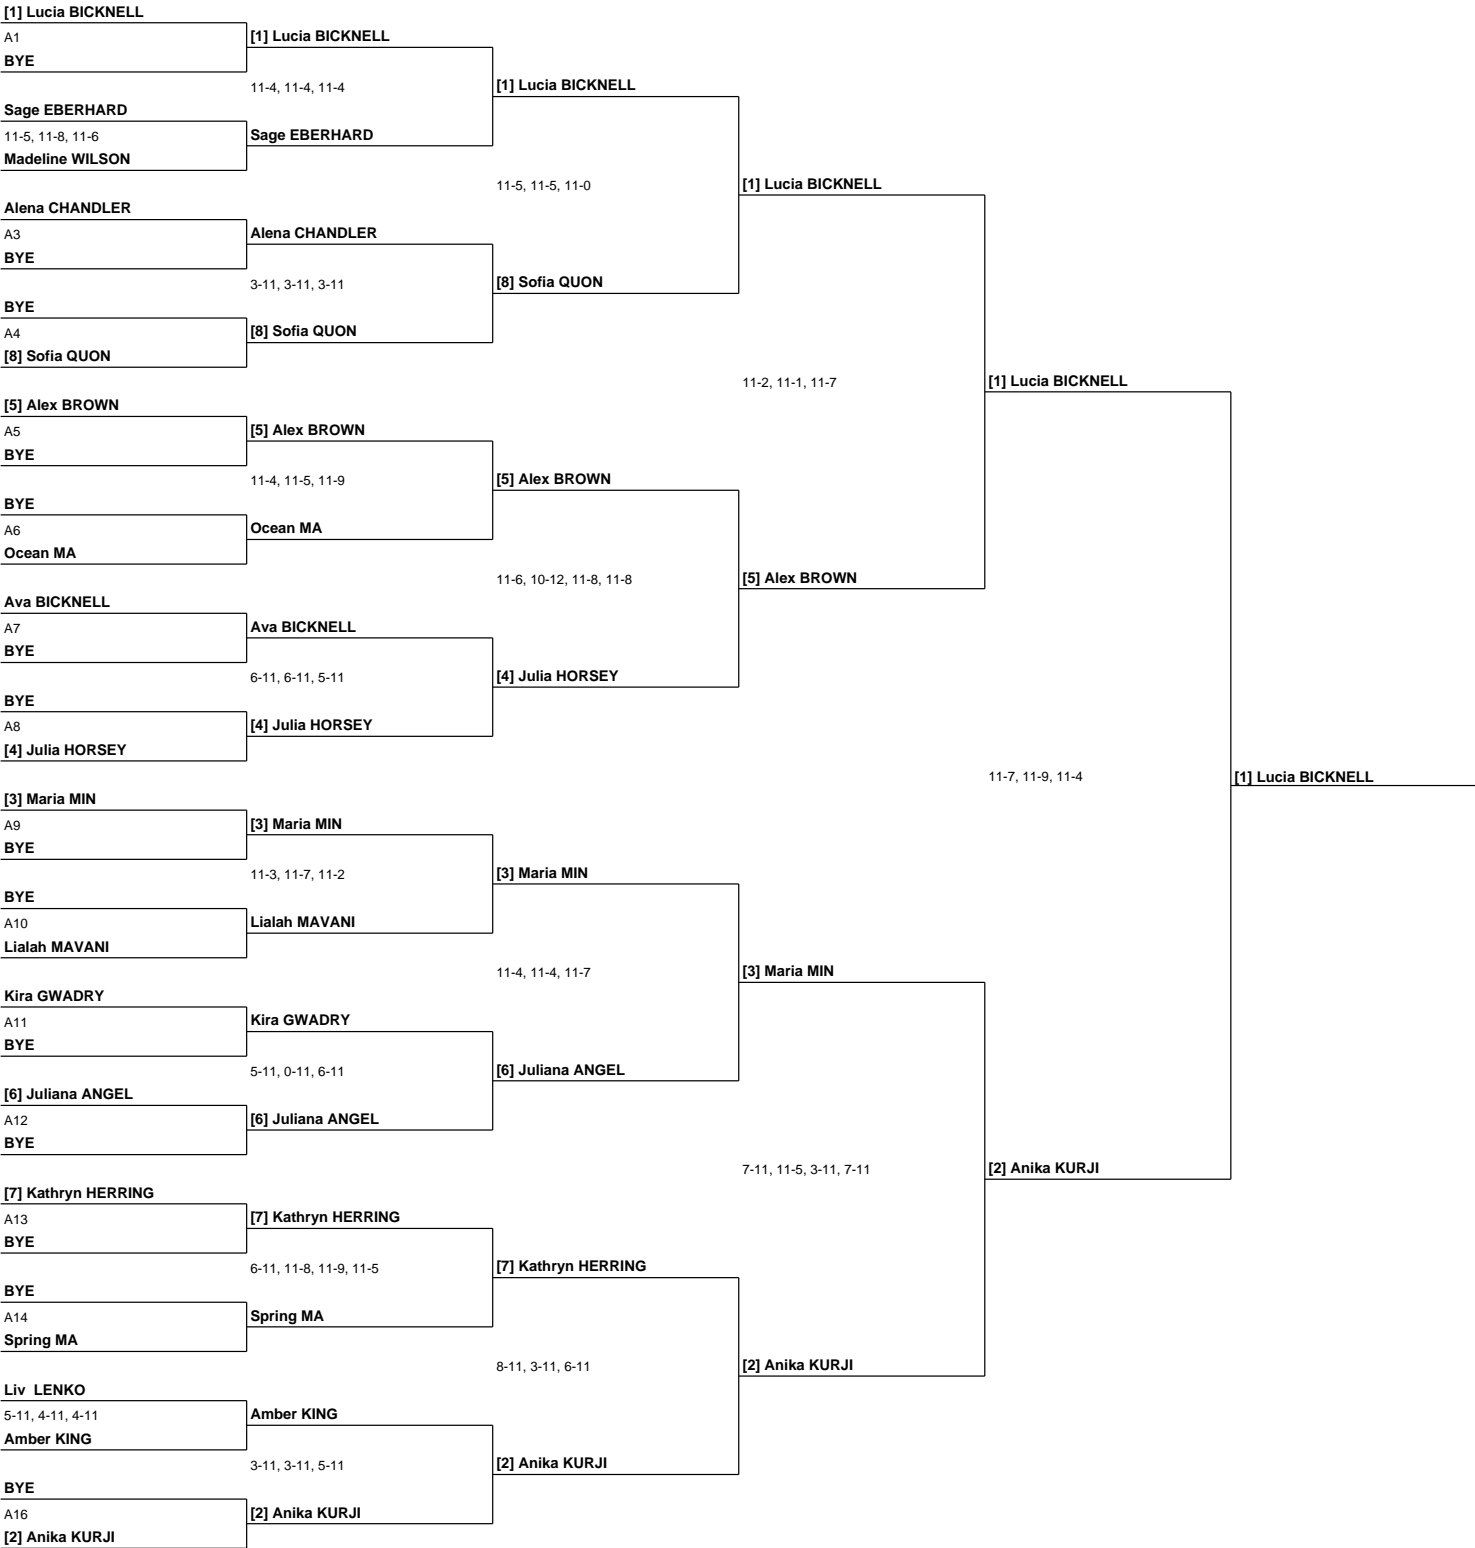 [1] Lucia BICKNELL
A1
BYE
Sage EBERHARD
11-5, 11-8, 11-6
Madeline WILSON
Alena CHANDLER
A3
BYE
BYE
A4
[8] Sofia QUON
[5] Alex BROWN
A5
BYE
BYE
A6
Ocean MA
Ava BICKNELL
A7
BYE
BYE
A8
[4] Julia HORSEY
[3] Maria MIN
A9
BYE
BYE
A10
Lialah MAVANI
Kira GWADRY
A11
BYE
[6] Juliana ANGEL
A12
BYE
[7] Kathryn HERRING
A13
BYE
BYE
A14
Spring MA
Liv  LENKO
5-11, 4-11, 4-11
Amber KING
BYE
A16
[2] Anika KURJI
[1] Lucia BICKNELL
11-4, 11-4, 11-4
Sage EBERHARD
Alena CHANDLER
3-11, 3-11, 3-11
[8] Sofia QUON
[5] Alex BROWN
11-4, 11-5, 11-9
Ocean MA
Ava BICKNELL
6-11, 6-11, 5-11
[4] Julia HORSEY
[3] Maria MIN
11-3, 11-7, 11-2
Lialah MAVANI
Kira GWADRY
5-11, 0-11, 6-11
[6] Juliana ANGEL
[7] Kathryn HERRING
6-11, 11-8, 11-9, 11-5
Spring MA
Amber KING
3-11, 3-11, 5-11
[2] Anika KURJI
[1] Lucia BICKNELL
11-5, 11-5, 11-0
[8] Sofia QUON
[5] Alex BROWN
11-6, 10-12, 11-8, 11-8
[4] Julia HORSEY
[3] Maria MIN
11-4, 11-4, 11-7
[6] Juliana ANGEL
[7] Kathryn HERRING
8-11, 3-11, 6-11
[2] Anika KURJI
[1] Lucia BICKNELL
11-2, 11-1, 11-7
[5] Alex BROWN
[3] Maria MIN
7-11, 11-5, 3-11, 7-11
[2] Anika KURJI
[1] Lucia BICKNELL
11-7, 11-9, 11-4
[2] Anika KURJI
[1] Lucia BICKNELL